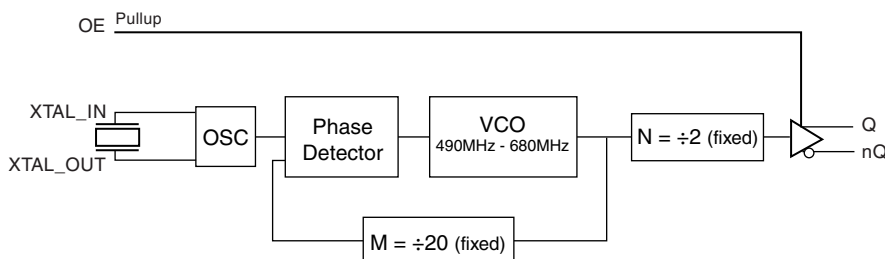 OE Pullup
XTAL_IN
XTAL_OUT
OSC
Phase
Detector
VCO
490MHz - 680MHz
N = ÷2 (fixed)
Q
nQ
M = ÷20 (fixed)